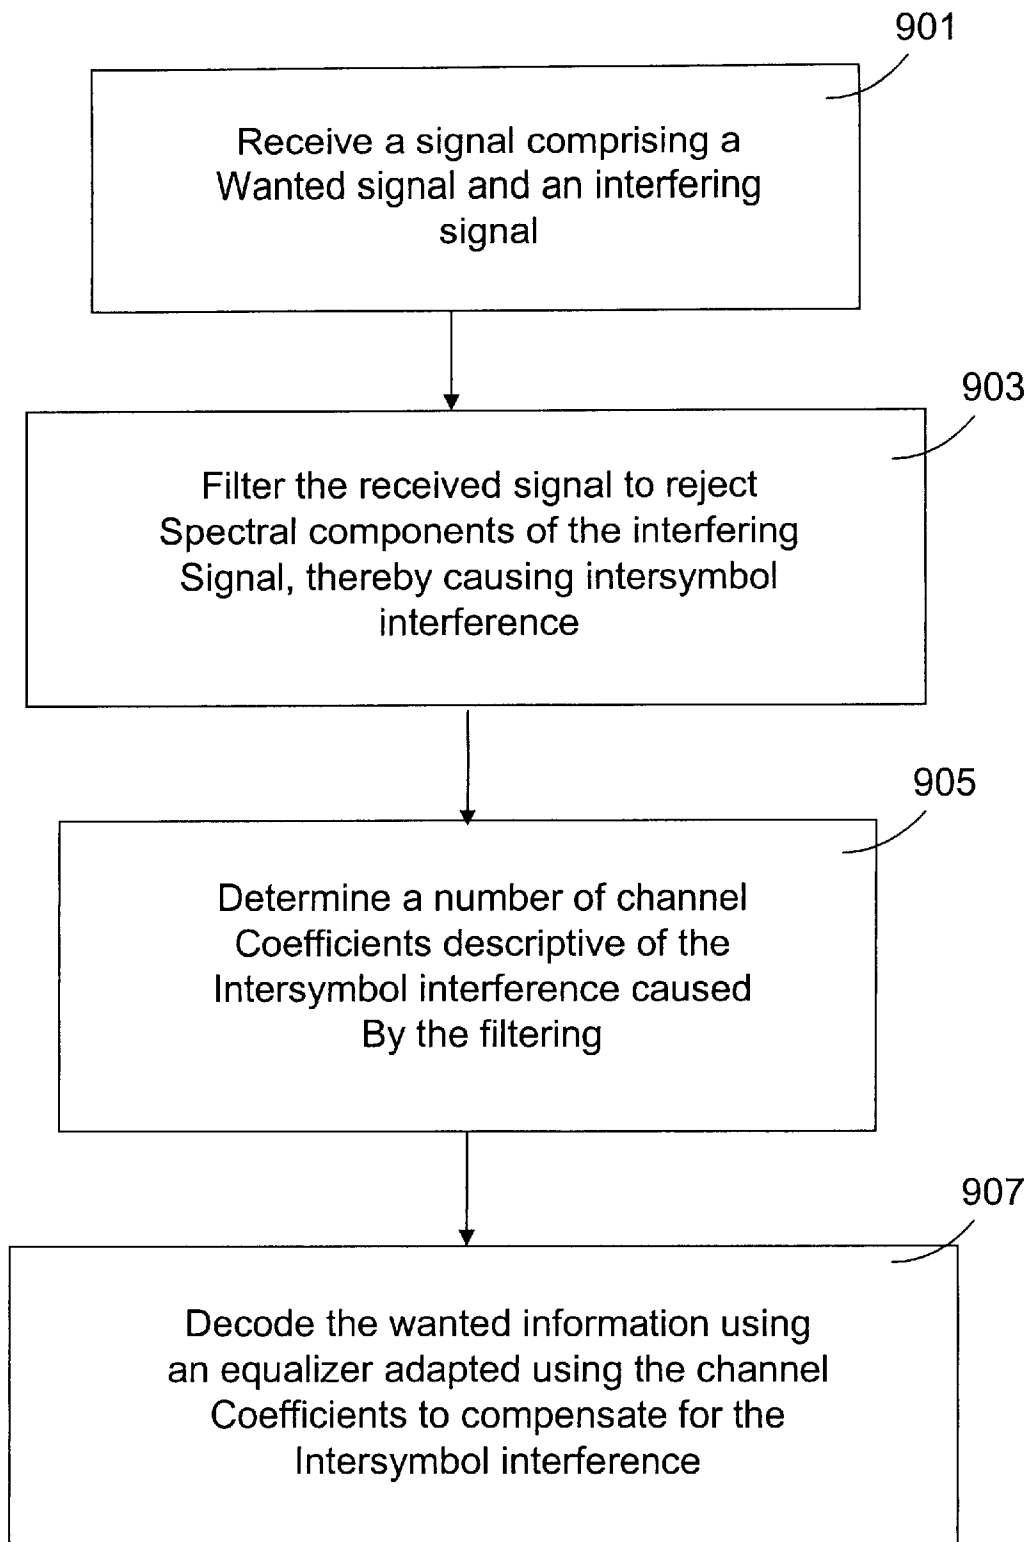 901
Receive a signal comprising a
Wanted signal and an interfering
signal
903
Filter the received signal to reject
Spectral components of the interfering
Signal, thereby causing intersymbol
interference
905
Determine a number of channel
Coefficients descriptive of the
Intersymbol interference caused
By the filtering
907
Decode the wanted information using
an equalizer adapted using the channel
Coefficients to compensate for the
Intersymbol interference